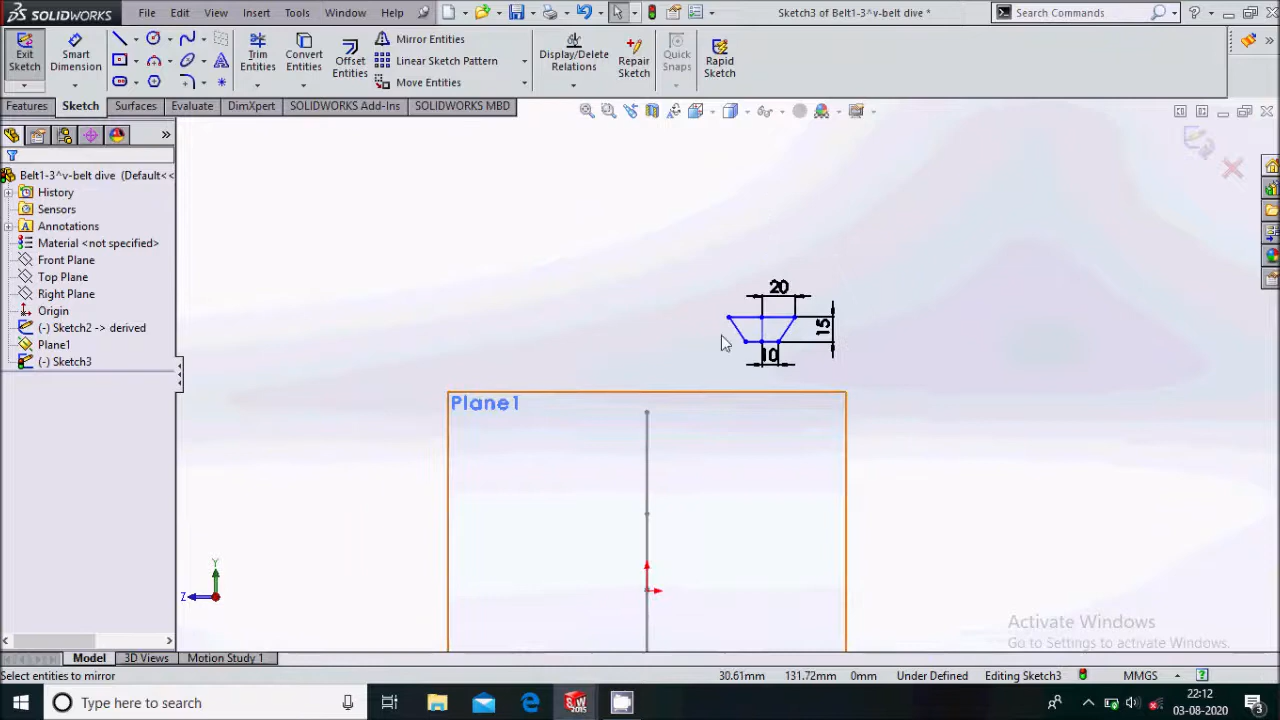 SOLIDWORKS File Edit View Insert Tools Window Help Sketch3 of Belt1-3^v-belt dive * Search Commands ?
Exit Sketch Smart Dimension Trim Entities Convert Entities Offset Entities Mirror Entities Linear Sketch Pattern Move Entities Display/Delete Relations Repair Sketch Quick Snaps Rapid Sketch
Features Sketch Surfaces Evaluate DimXpert SOLIDWORKS Add-Ins SOLIDWORKS MBD
Belt1-3^v-belt dive (Default<<
History
Sensors
Annotations
Material <not specified>
Front Plane
Top Plane
Right Plane
Origin
(-) Sketch2 -> derived
Plane1
(-) Sketch3
20
15
10
Plane1
Y
Z
Activate Windows
Go to Settings to activate Windows.
Model 3D Views Motion Study 1
Select entities to mirror 30.61mm 131.72mm 0mm Under Defined Editing Sketch3 MMGS ?
Type here to search SW 2015 22:12
03-08-2020 3